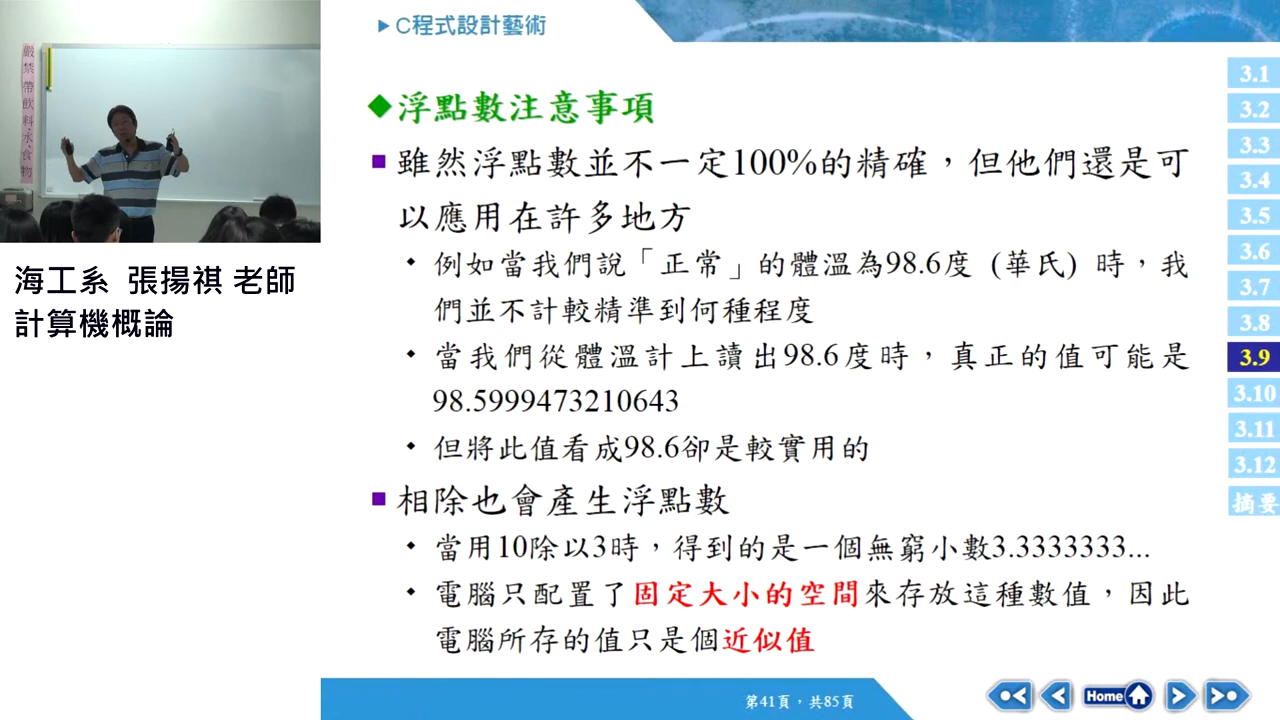 嚴禁帶飲料、水、食物
海工系 張揚祺 老師
計算機概論
C程式設計藝術
浮點數注意事項
雖然浮點數並不一定100%的精確，但他們還是可
以應用在許多地方
例如當我們說「正常」的體溫為98.6度 (華氏) 時，我
們並不計較精準到何種程度
當我們從體溫計上讀出98.6度時，真正的值可能是
98.5999473210643
但將此值看成98.6卻是較實用的
相除也會產生浮點數
當用10除以3時，得到的是一個無窮小數3.3333333...
電腦只配置了固定大小的空間來存放這種數值，因此
電腦所存的值只是個近似值
3.1
3.2
3.3
3.4
3.5
3.6
3.7
3.8
3.9
3.10
3.11
3.12
摘要
第41頁，共85頁
Home